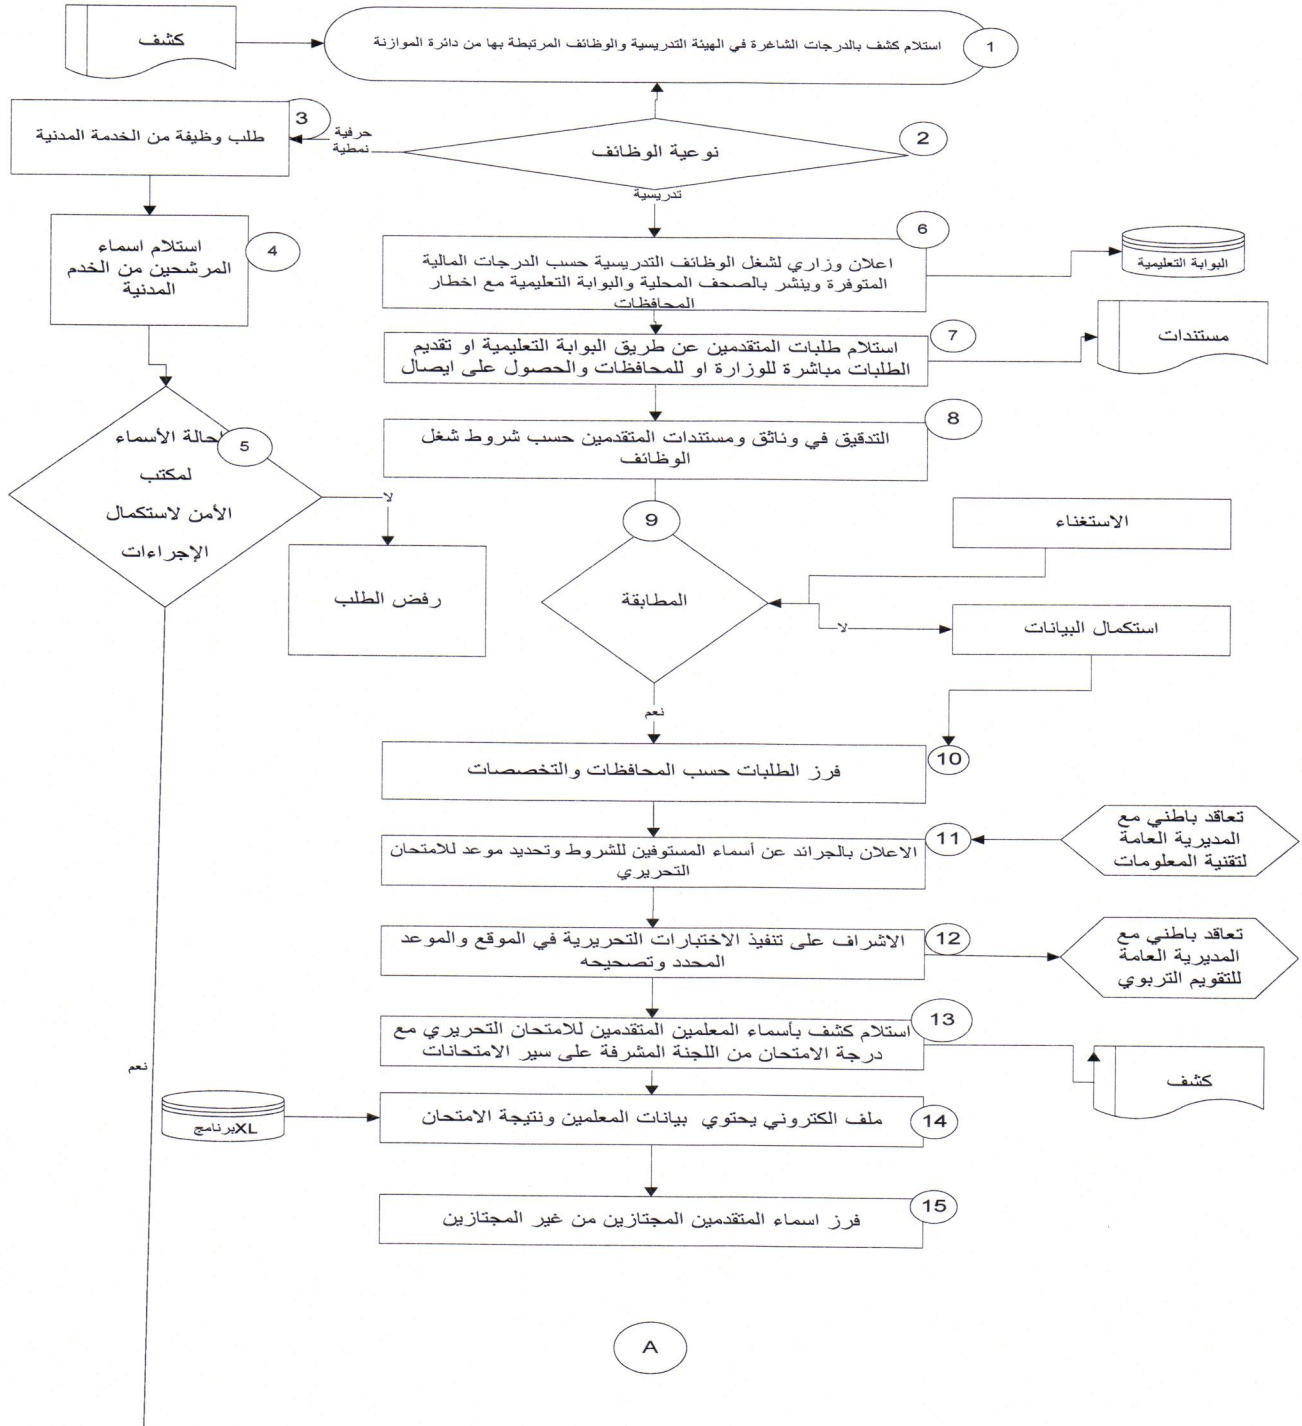 كشف
استلام كشف بالدرجات الشاغرة في الهيئة التدريسية والوظائف المرتبطة بها من دائرة الموازنة
1
طلب وظيفة من الخدمة المدنية
3
حرفية
نمطية
نوعية الوظائف
2
تدريسية
استلام اسماء
المرشحين من الخدم
المدنية
4
6
اعلان وزاري لشغل الوظائف التدريسية حسب الدرجات المالية
المتوفرة وينشر بالصحف المحلية والبوابة التعليمية مع اخطار
المحافظات
البوابة التعليمية
7
استلام طلبات المتقدمين عن طريق البوابة التعليمية او تقديم
الطلبات مباشرة للوزارة او للمحافظات والحصول على ايصال
مستندات
8
التدقيق في وثائق ومستندات المتقدمين حسب شروط شغل
الوظائف
5
إحالة الأسماء
لمكتب
الأمن لاستكمال
الإجراءات
لا
رفض الطلب
9
المطابقة
الاستغناء
لا
استكمال البيانات
نعم
فرز الطلبات حسب المحافظات والتخصصات
10
الاعلان بالجرائد عن أسماء المستوفين للشروط وتحديد موعد للامتحان
التحريري
11
تعاقد باطني مع
المديرية العامة
لتقنية المعلومات
الاشراف على تنفيذ الاختبارات التحريرية في الموقع والموعد
المحدد وتصحيحه
12
تعاقد باطني مع
المديرية العامة
للتقويم التربوي
13
استلام كشف بأسماء المعلمين المتقدمين للامتحان التحريري مع
درجة الامتحان من اللجنة المشرفة على سير الامتحانات
كشف
نعم
برنامجXL
ملف الكتروني يحتوي بيانات المعلمين ونتيجة الامتحان
14
فرز اسماء المتقدمين المجتازين من غير المجتازين
15
A